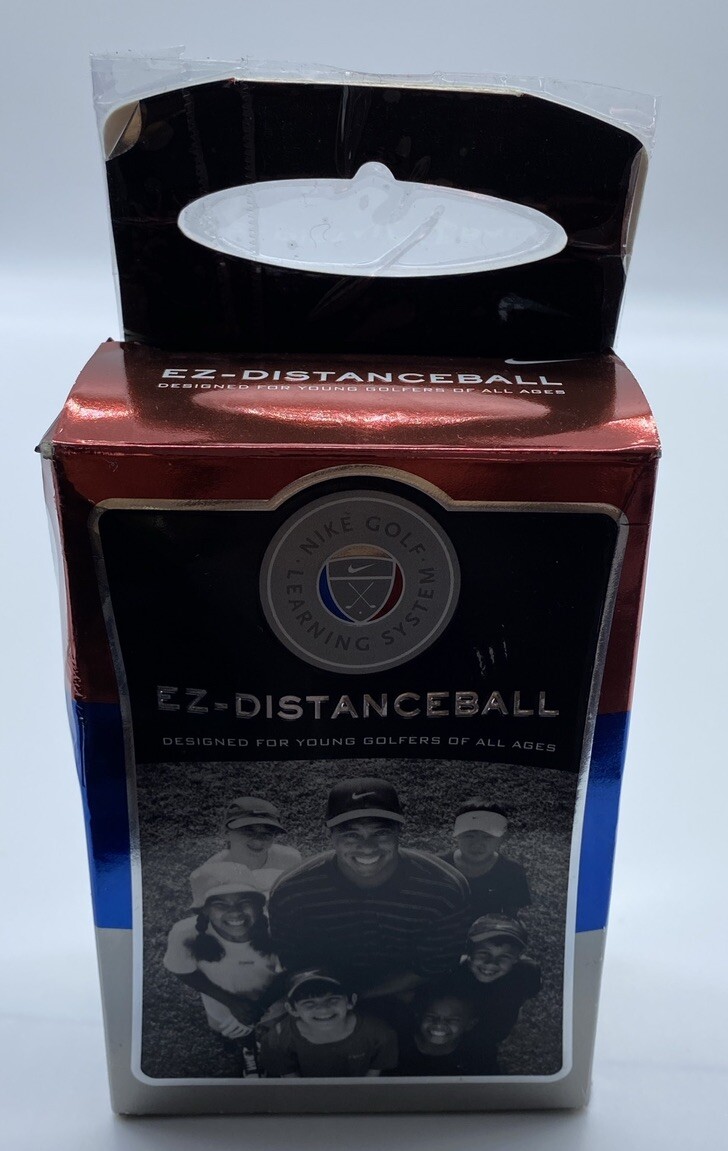 EZ-DISTANCEBALL
DESIGNED FOR YOUNG GOLFERS OF ALL AGES
NIKE GOLF
LEARNING SYSTEM
EZ-DISTANCEBALL
DESIGNED FOR YOUNG GOLFERS OF ALL AGES